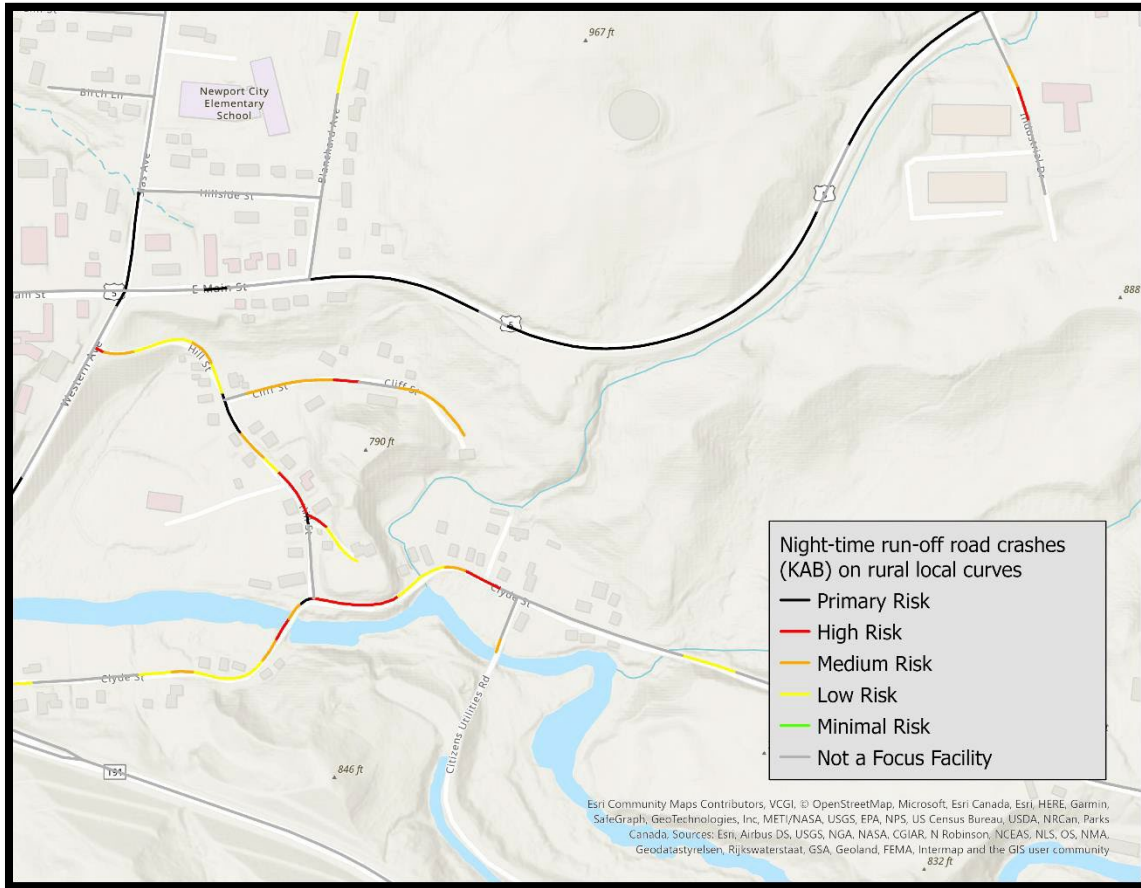 967 ft
Newport City
Elementary
School
Birch Ln
Sias Ave
Blanchard Ave
Industrial Dr
Hillside St
5
888
E Main St
5
am St
5
Western Ave
Hill St
Cliff St
Cliff St
790 ft
Clyde St
Clyde St
Citizens Utilities Rd
191
846 ft
832 ft
Night-time run-off road crashes
(KAB) on rural local curves
Primary Risk
High Risk
Medium Risk
Low Risk
Minimal Risk
Not a Focus Facility
Esri Community Maps Contributors, VCGI, © OpenStreetMap, Microsoft, Esri Canada, Esri, HERE, Garmin,
SafeGraph, GeoTechnologies, Inc, METI/NASA, USGS, EPA, NPS, US Census Bureau, USDA, NRCan, Parks
Canada. Sources: Esri, Airbus DS, USGS, NGA, NASA, CGIAR, N Robinson, NCEAS, NLS, OS, NMA,
Geodatastyrelsen, Rijkswaterstaat, GSA, Geoland, FEMA, Intermap and the GIS user community